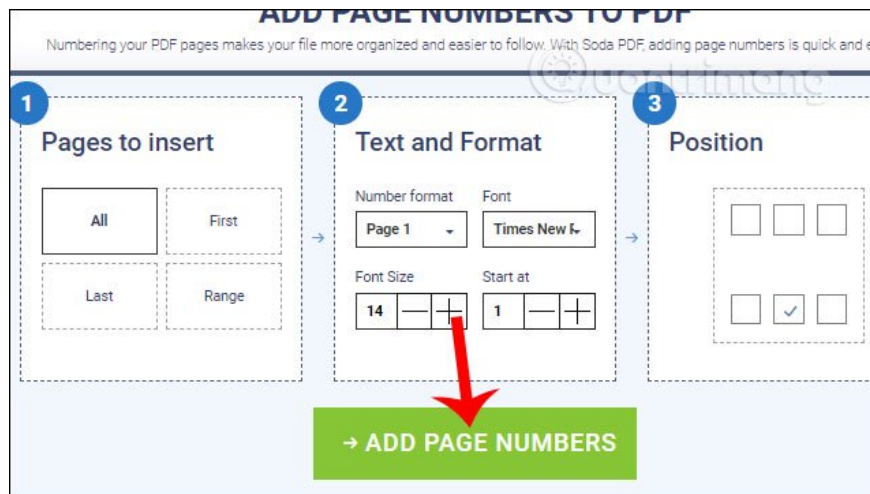 ADD PAGE NUMBERS TO PDF
Numbering your PDF pages makes your file more organized and easier to follow. With Soda PDF, adding page numbers is quick and e
Quantrimang
1
2
3
Pages to insert
Text and Format
Position
Number format
Font
All
First
Page 1
Times New R
Font Size
Start at
Last
Range
14
1
→ ADD PAGE NUMBERS